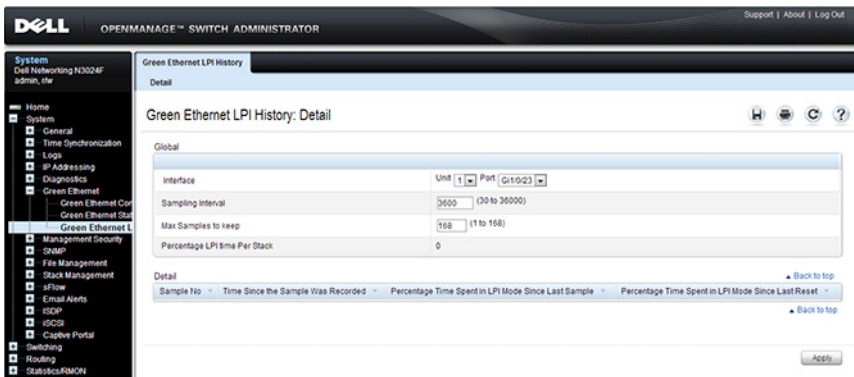 Support | About | Log Out
DELL OPENMANAGE™ SWITCH ADMINISTRATOR
System
Dell Networking N3024F
admin, r/w
Home
System
General
Time Synchronization
Logs
IP Addressing
Diagnostics
Green Ethernet
Green Ethernet Con
Green Ethernet Stat
Green Ethernet L
Management Security
SNMP
File Management
Stack Management
sFlow
Email Alerts
ISDP
iSCSI
Captive Portal
Switching
Routing
Statistics/RMON
Green Ethernet LPI History
Detail
Green Ethernet LPI History: Detail
Global
Interface Unit 1 Port Gi1/0/23
Sampling Interval 3600 (30 to 36000)
Max Samples to keep 168 (1 to 168)
Percentage LPI time Per Stack 0
Detail Back to top
Sample No Time Since the Sample Was Recorded Percentage Time Spent in LPI Mode Since Last Sample Percentage Time Spent in LPI Mode Since Last Reset
Back to top
Apply